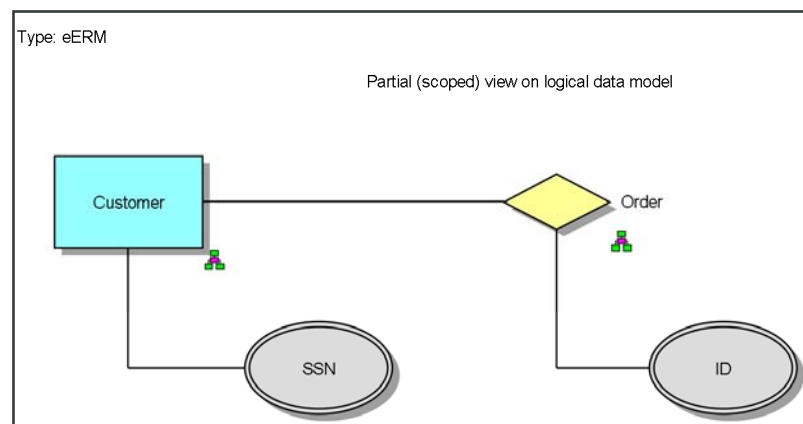 Type: eERM
Partial (scoped) view on logical data model
Customer
Order
SSN
ID